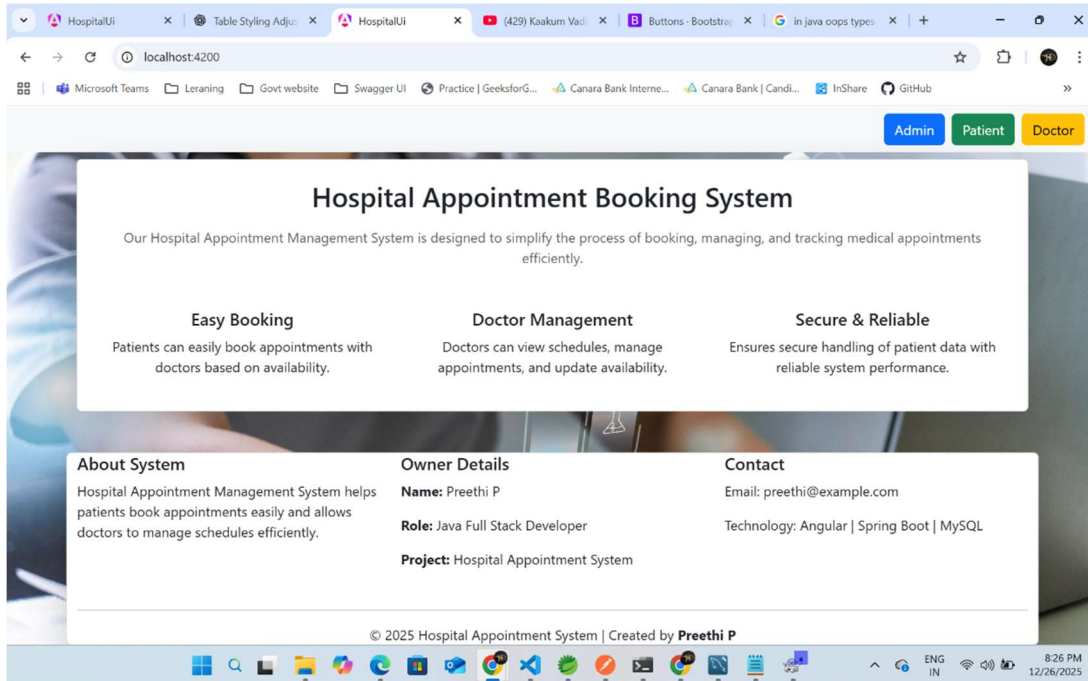 HospitalUi
Table Styling Adjus
HospitalUi
(429) Kaakum Vadi
Buttons · Bootstrap
in java oops types
localhost:4200
Microsoft Teams
Leraning
Govt website
Swagger UI
Practice | GeeksforG...
Canara Bank Interne...
Canara Bank | Candi...
InShare
GitHub
Admin
Patient
Doctor
Hospital Appointment Booking System
Our Hospital Appointment Management System is designed to simplify the process of booking, managing, and tracking medical appointments
efficiently.
Easy Booking
Patients can easily book appointments with
doctors based on availability.
Doctor Management
Doctors can view schedules, manage
appointments, and update availability.
Secure & Reliable
Ensures secure handling of patient data with
reliable system performance.
About System
Hospital Appointment Management System helps
patients book appointments easily and allows
doctors to manage schedules efficiently.
Owner Details
Name: Preethi P
Role: Java Full Stack Developer
Project: Hospital Appointment System
Contact
Email: preethi@example.com
Technology: Angular | Spring Boot | MySQL
© 2025 Hospital Appointment System | Created by Preethi P
ENG
IN
8:26 PM
12/26/2025